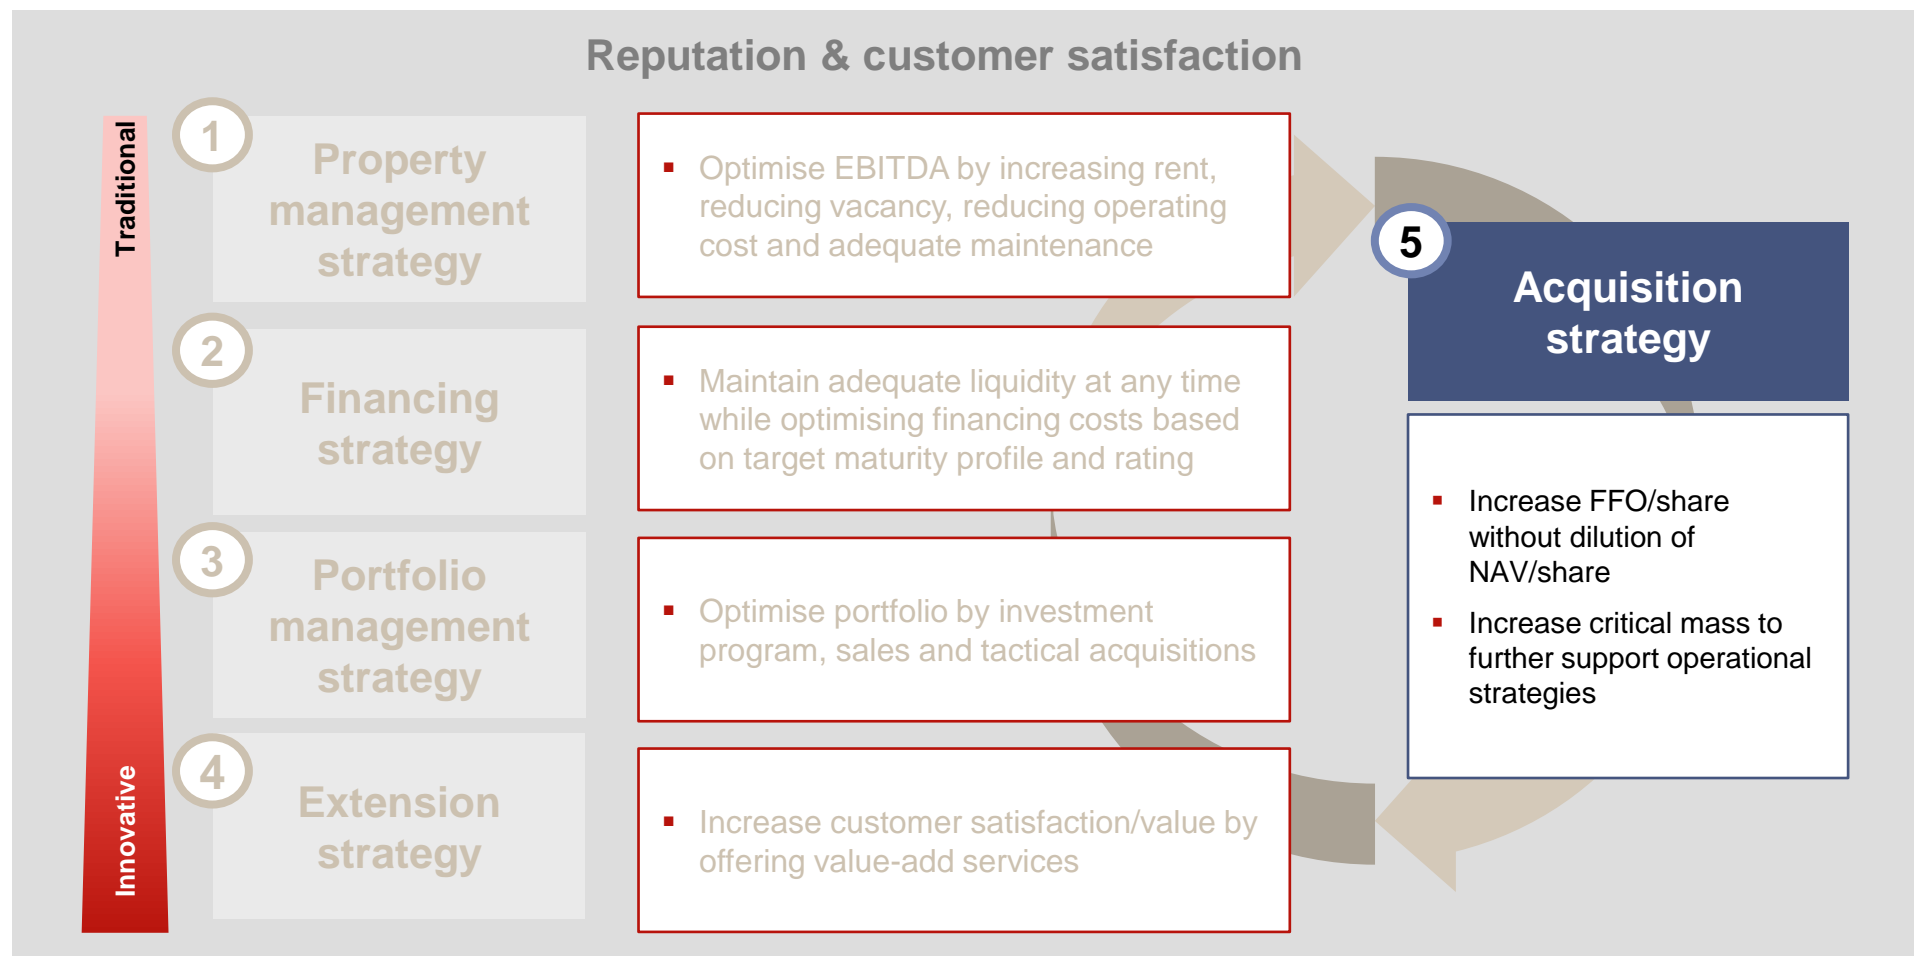 Reputation & customer satisfaction
Traditional
Innovative
1
Property
management
strategy
▪ Optimise EBITDA by increasing rent,
reducing vacancy, reducing operating
cost and adequate maintenance
2
Financing
strategy
▪ Maintain adequate liquidity at any time
while optimising financing costs based
on target maturity profile and rating
3
Portfolio
management
strategy
▪ Optimise portfolio by investment
program, sales and tactical acquisitions
4
Extension
strategy
▪ Increase customer satisfaction/value by
offering value-add services
5
Acquisition
strategy
▪ Increase FFO/share
without dilution of
NAV/share
▪ Increase critical mass to
further support operational
strategies